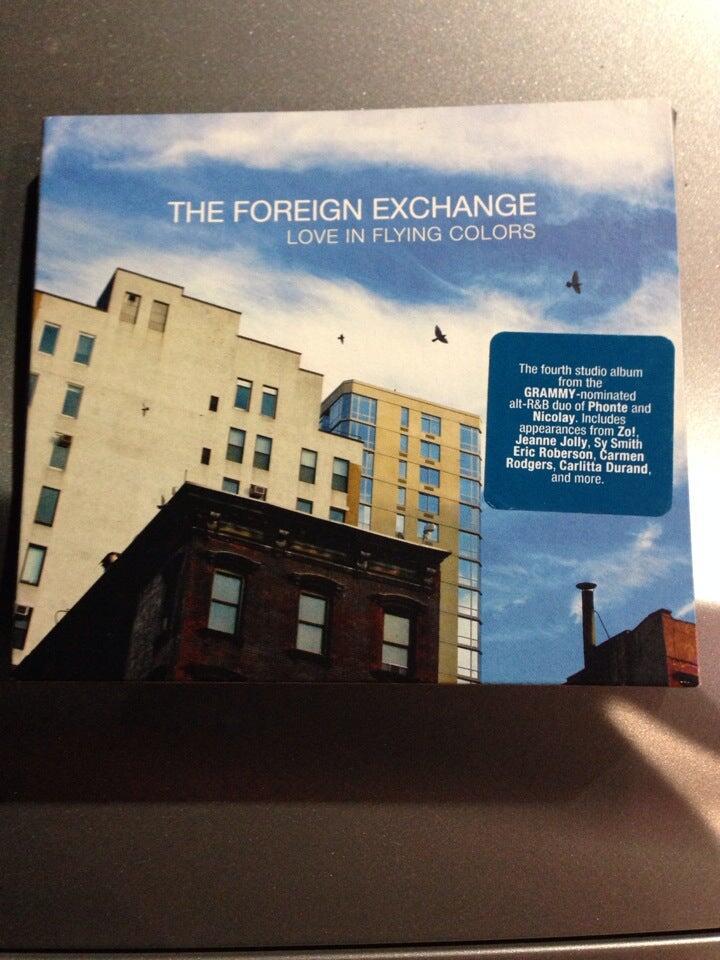 THE FOREIGN EXCHANGE
LOVE IN FLYING COLORS
The fourth studio album
from the
GRAMMY-nominated
alt-R&B duo of Phonte and
Nicolay. Includes
appearances from Zo!,
Jeanne Jolly, Sy Smith
Eric Roberson, Carmen
Rodgers, Carlitta Durand,
and more.